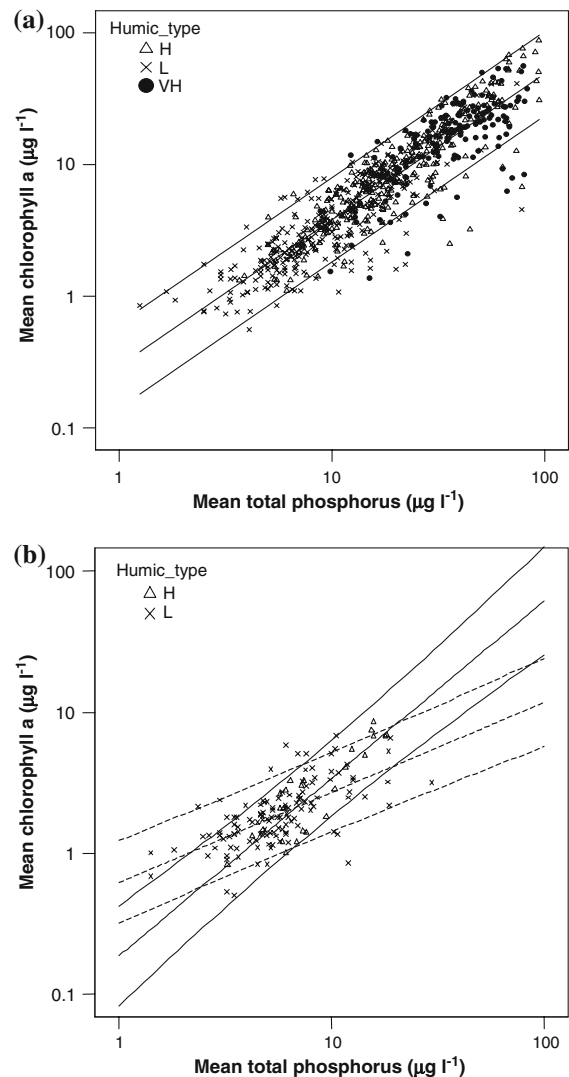 (a)
Humic_type
H
L
VH
100
10
1
0.1
Mean chlorophyll a (µg l-1)
1
10
100
Mean total phosphorus (µg l-1)
(b)
Humic_type
H
L
100
10
1
0.1
Mean chlorophyll a (µg l-1)
1
10
100
Mean total phosphorus (µg l-1)